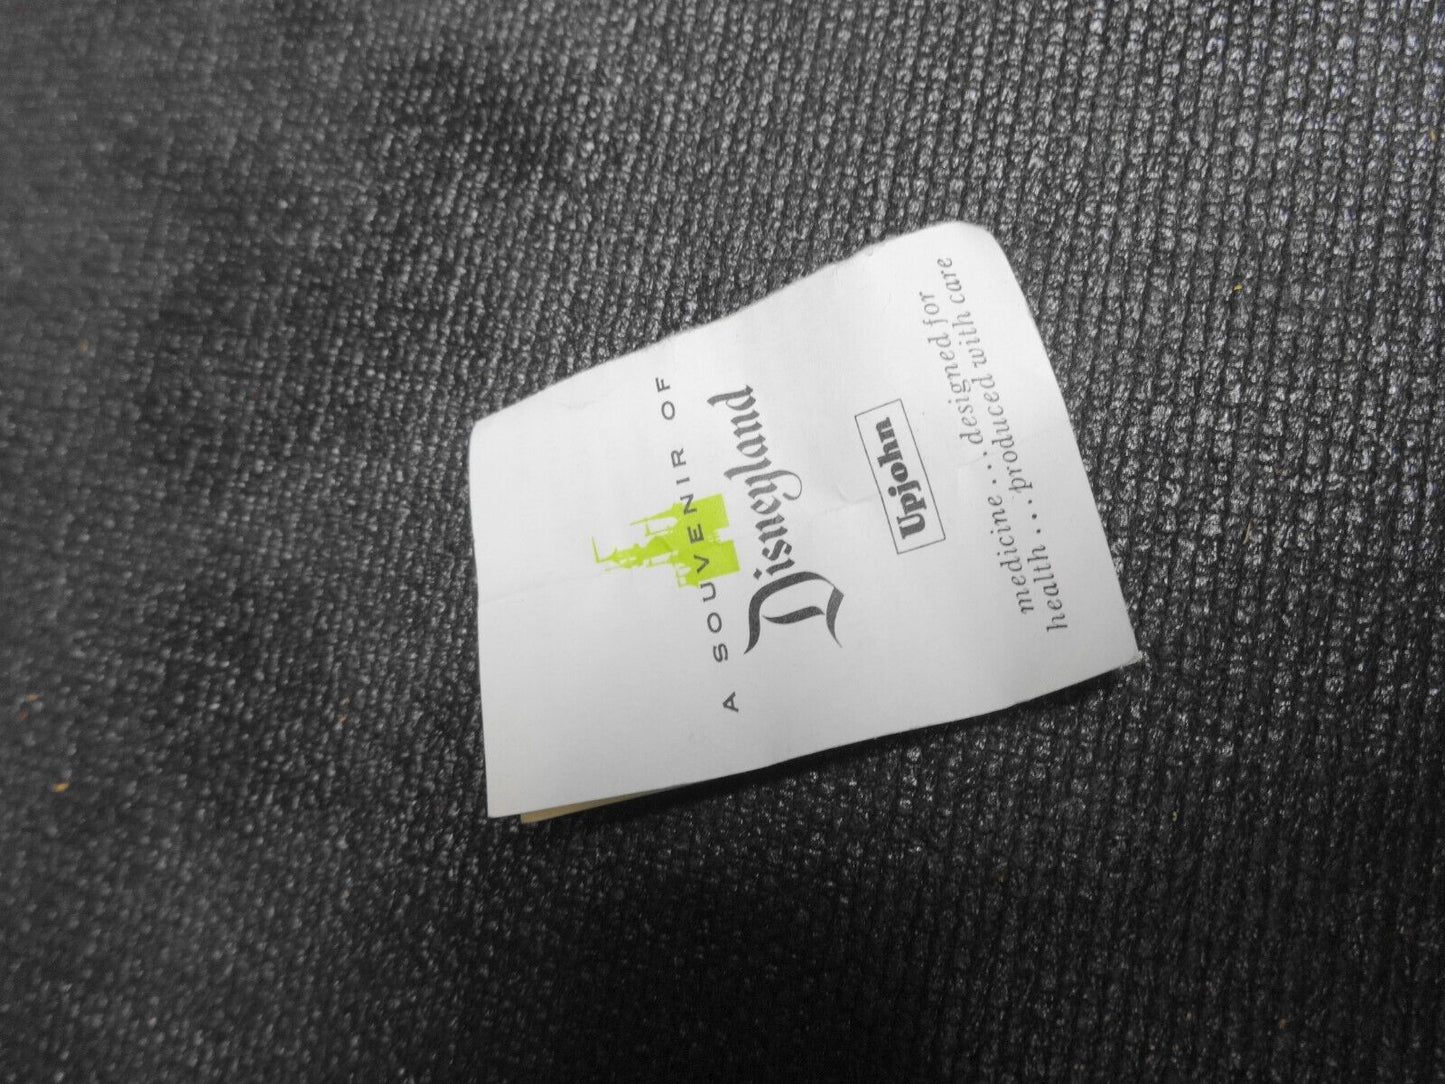 A SOUVENIR OF
Disneyland
Upjohn
medicine...designed for
health...produced with care